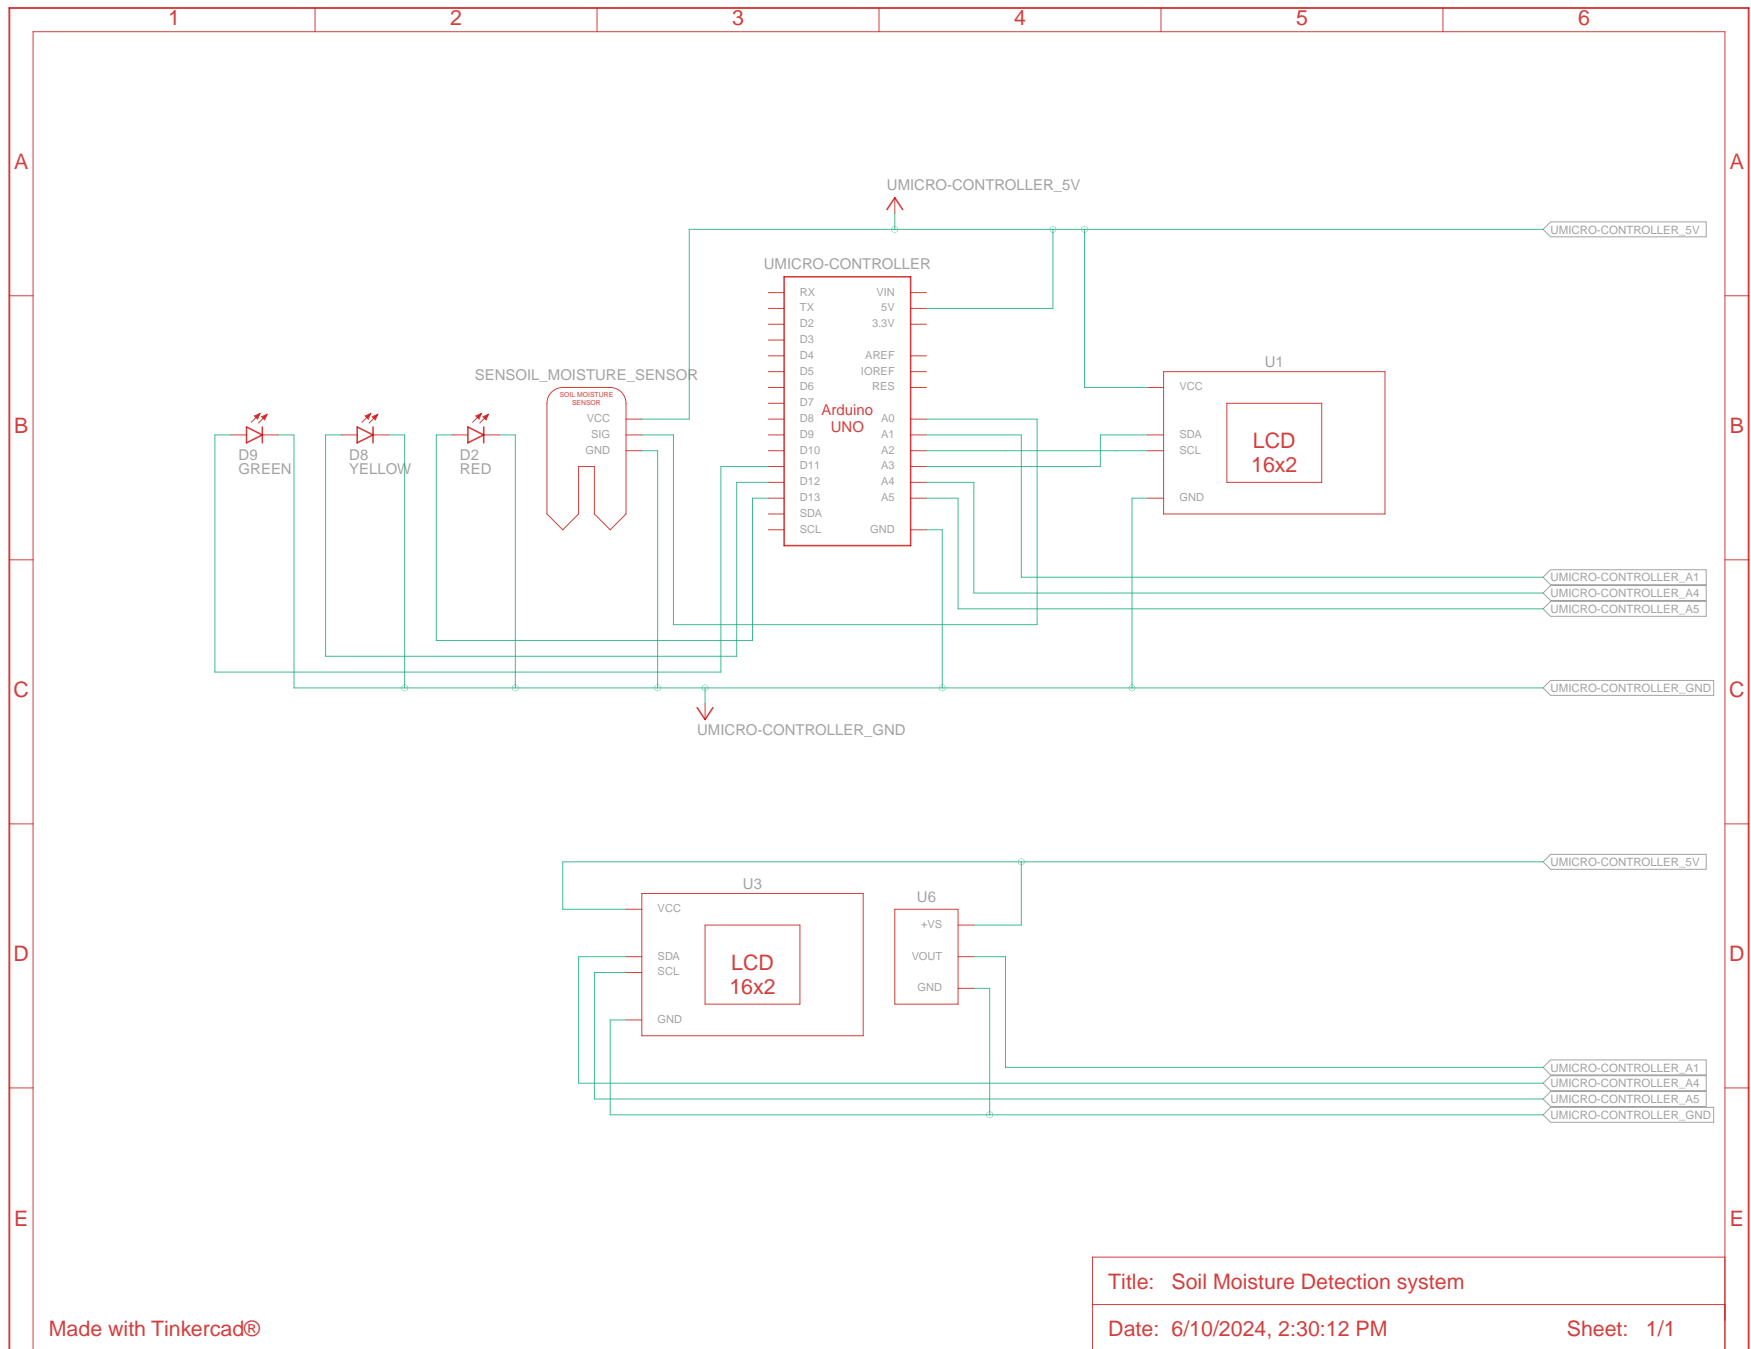 1 2 3 4 5 6
A A
UMICRO-CONTROLLER_5V
UMICRO-CONTROLLER_5V
UMICRO-CONTROLLER
RX VIN
TX 5V
D2 3.3V
D3
D4 AREF
D5 IOREF
D6 RES
D7
D8 A0
D9 A1
D10 A2
D11 A3
D12 A4
D13 A5
SDA
SCL GND
Arduino
UNO
B B
SENSOIL_MOISTURE_SENSOR
SOIL MOISTURE
SENSOR
VCC
SIG
GND
D9
GREEN
D8
YELLOW
D2
RED
U1
VCC
SDA
SCL
GND
LCD
16x2
UMICRO-CONTROLLER_A1
UMICRO-CONTROLLER_A4
UMICRO-CONTROLLER_A5
C C
UMICRO-CONTROLLER_GND
UMICRO-CONTROLLER_GND
UMICRO-CONTROLLER_5V
D D
U3
VCC
SDA
SCL
GND
LCD
16x2
U6
+VS
VOUT
GND
UMICRO-CONTROLLER_A1
UMICRO-CONTROLLER_A4
UMICRO-CONTROLLER_A5
UMICRO-CONTROLLER_GND
E E
Title: Soil Moisture Detection system
Made with Tinkercad®
Date: 6/10/2024, 2:30:12 PM Sheet: 1/1